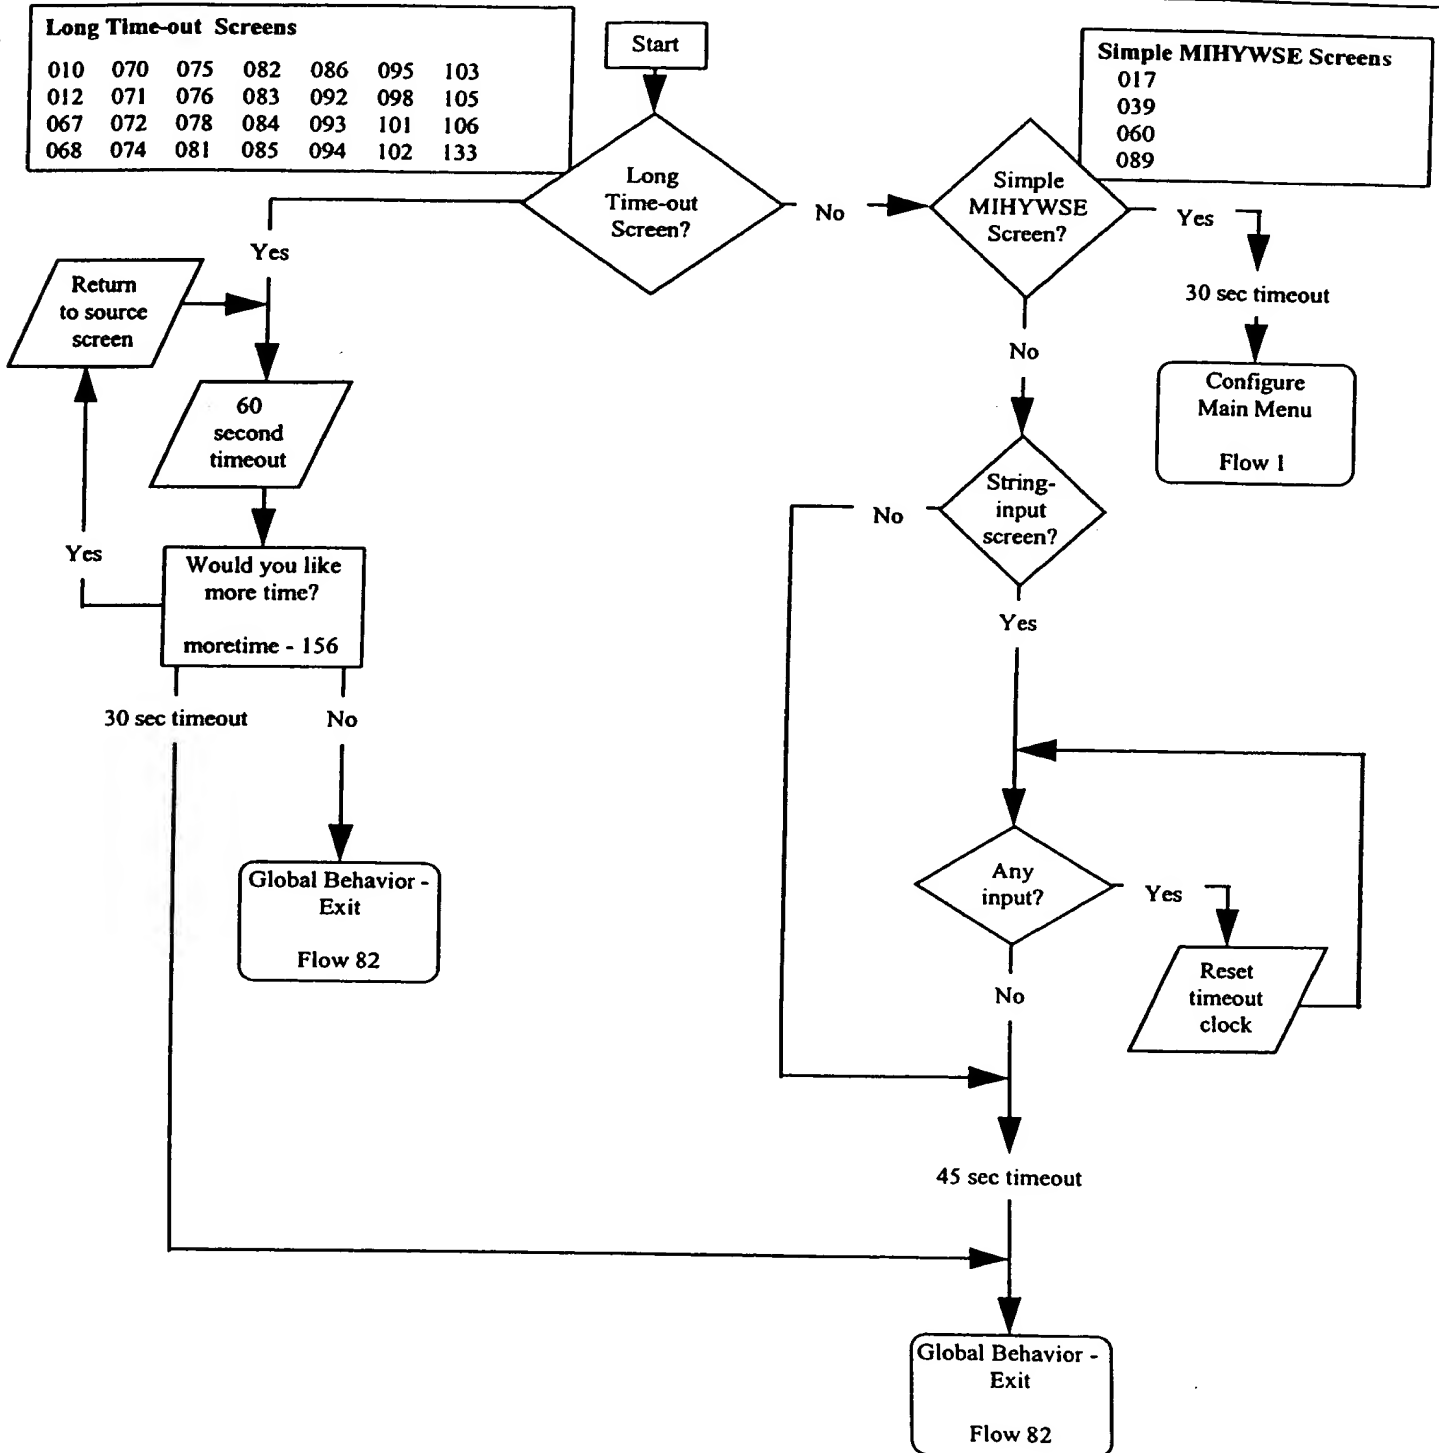 Long Time-out Screens
010 070 075 082 086 095 103
012 071 076 083 092 098 105
067 072 078 084 093 101 106
068 074 081 085 094 102 133
Start
Simple MIHYWSE Screens
017
039
060
089
Long
Time-out
Screen?
No
Simple
MIHYWSE
Screen?
Yes
30 sec timeout
Configure
Main Menu
Flow 1
Yes
Return
to source
screen
60
second
timeout
Yes
Would you like
more time?
moretime - 156
30 sec timeout
No
Global Behavior -
Exit
Flow 82
No
String-
input
screen?
No
Yes
Any
input?
Yes
Reset
timeout
clock
No
45 sec timeout
Global Behavior -
Exit
Flow 82